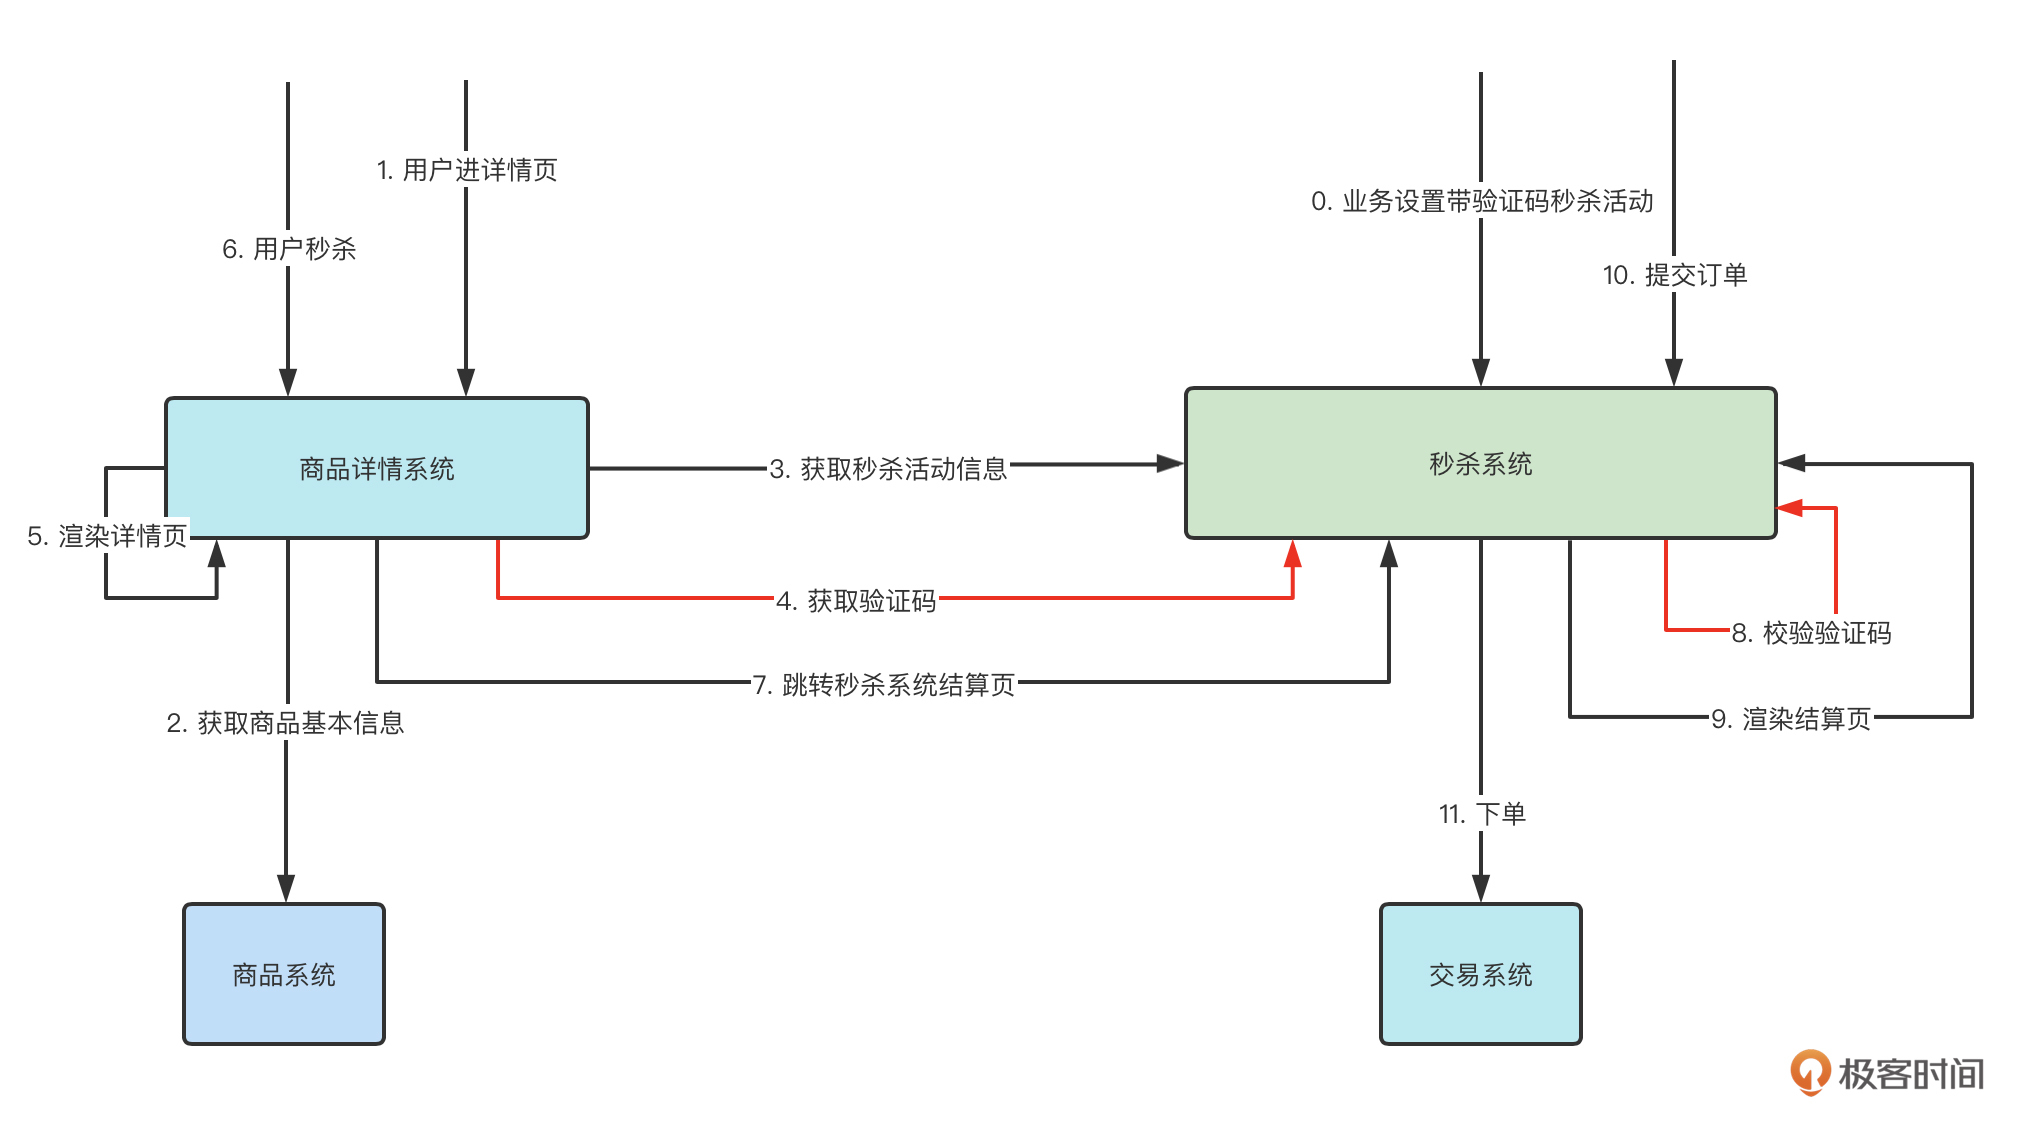 1. 用户进详情页
0. 业务设置带验证码秒杀活动
6. 用户秒杀
10. 提交订单
商品详情系统
3. 获取秒杀活动信息
秒杀系统
5. 渲染详情页
4. 获取验证码
8. 校验验证码
7. 跳转秒杀系统结算页
2. 获取商品基本信息
9. 渲染结算页
11. 下单
商品系统
交易系统
极客时间